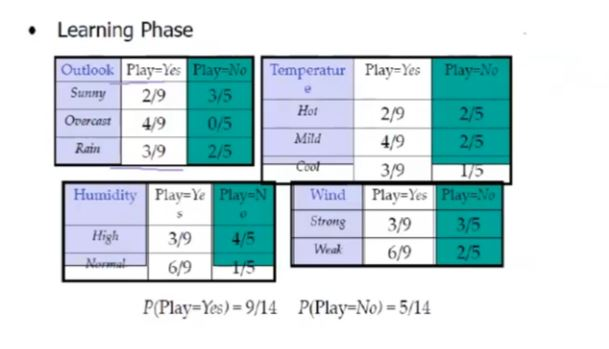 • Learning Phase
Outlook Play=Yes Play=No
Sunny 2/9 3/5
Overcast 4/9 0/5
Rain 3/9 2/5
Temperatur
e Play=Yes Play=No
Hot 2/9 2/5
Mild 4/9 2/5
Cool 3/9 1/5
Humidity Play=Ye
s Play=N
o
High 3/9 4/5
Normal 6/9 1/5
Wind Play=Yes Play=No
Strong 3/9 3/5
Weak 6/9 2/5
P(Play=Yes) = 9/14 P(Play=No) = 5/14